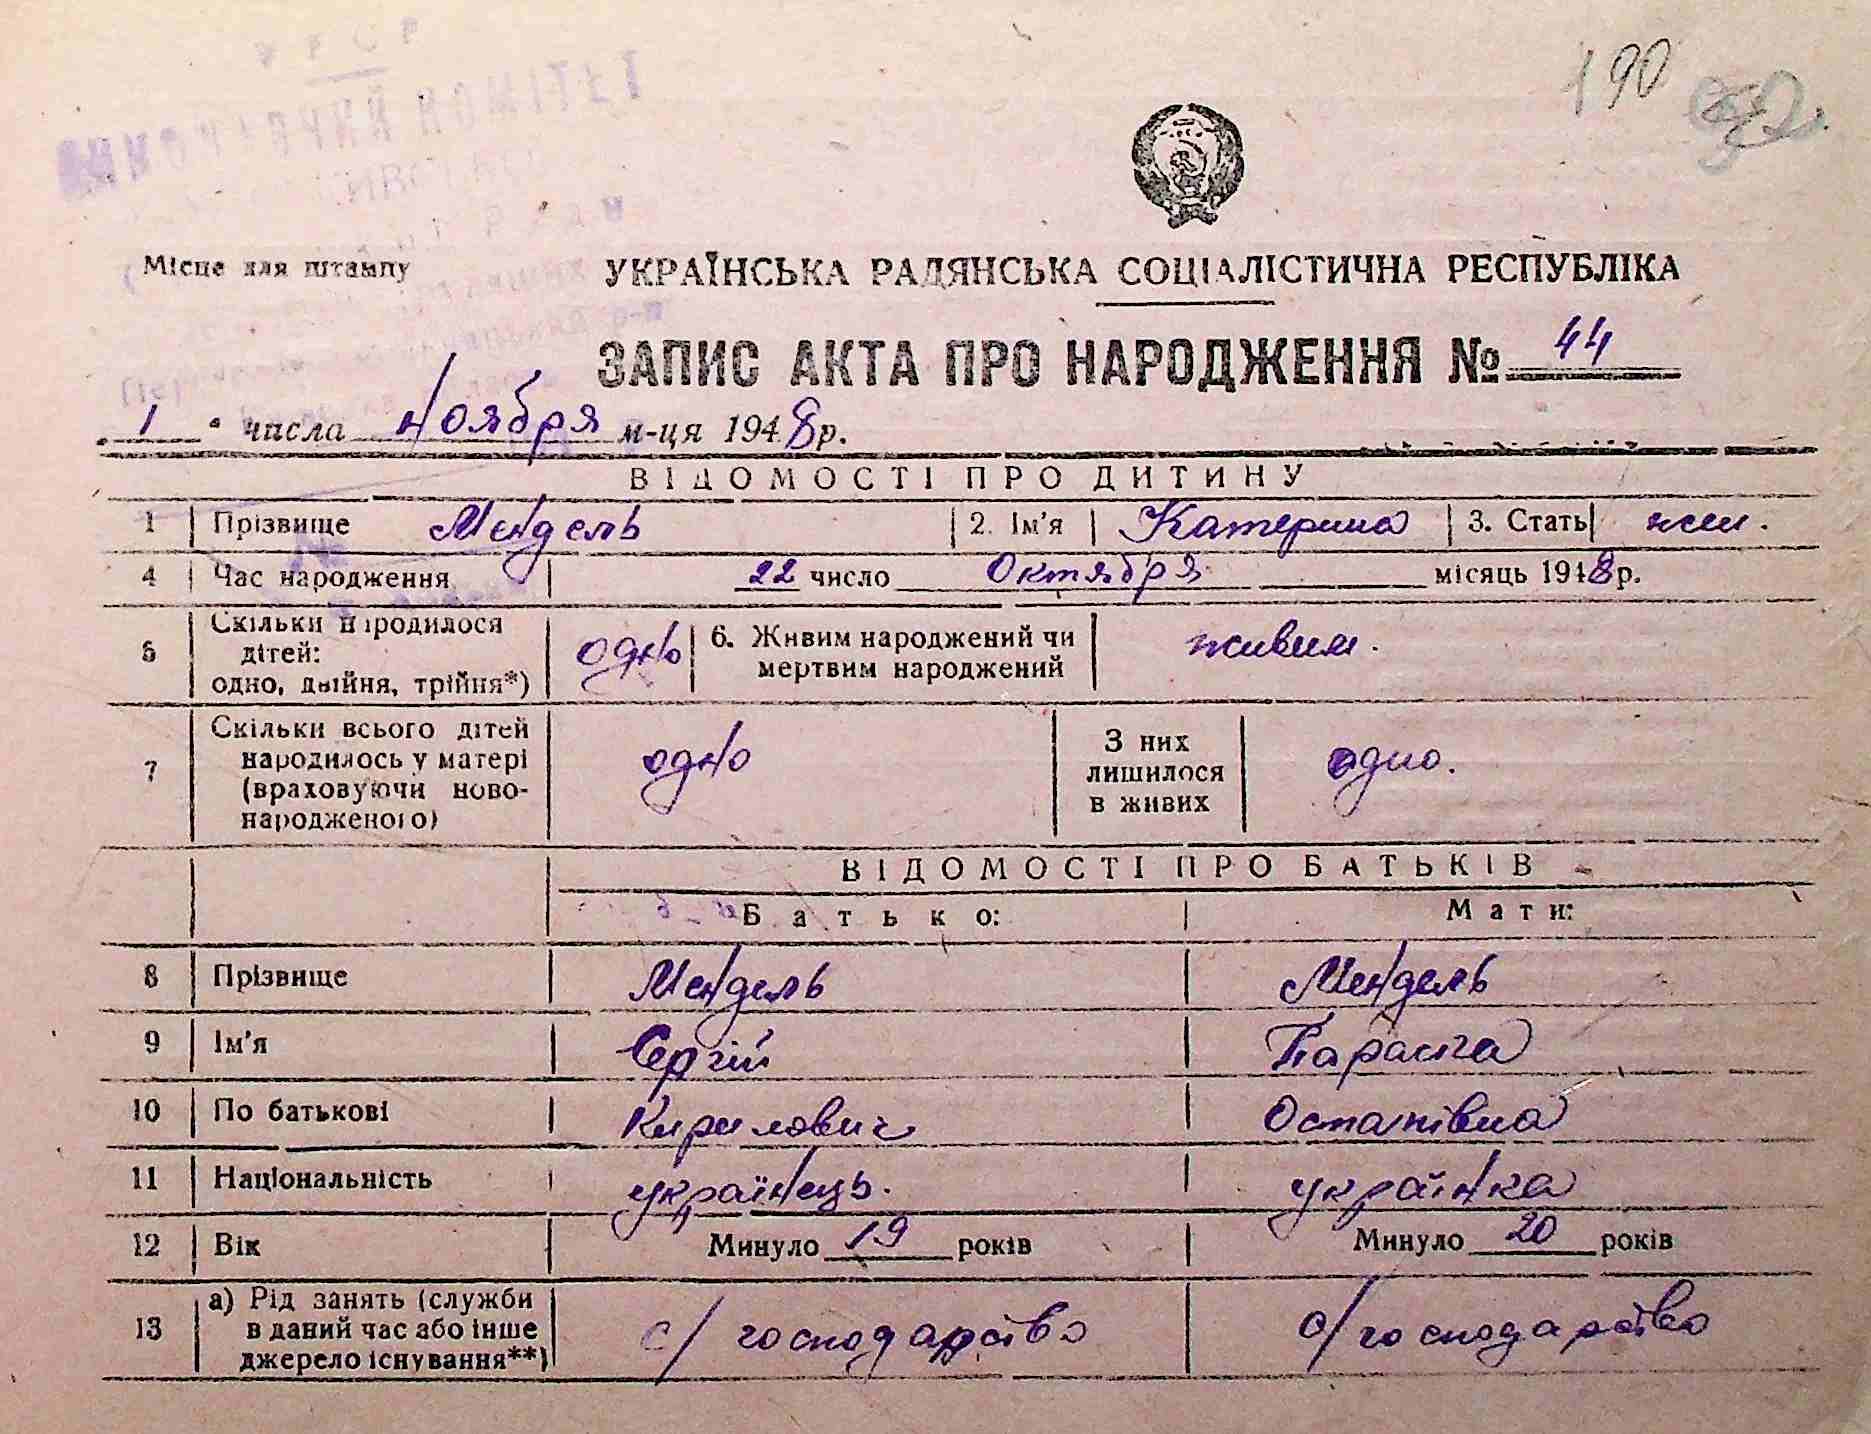 190
Р С Р
КОМІТЕТ
Місце для штампу
УКРАЇНСЬКА РАДЯНСЬКА СОЦІАЛІСТИЧНА РЕСПУБЛІКА
ЗАПИС АКТА ПРО НАРОДЖЕННЯ № 44
1 числа ноября м-ця 1948 р.
ВІДОМОСТІ ПРО ДИТИНУ
1 Прізвище Мендель 2. Ім'я Катерина 3. Стать жін.
4 Час народження 22 число Октября місяць 1948 р.
5 Скільки народилося
дітей:
одно, двійня, трійня*) одно 6. Живим народжений чи
мертвим народжений живим.
7 Скільки всього дітей
народилось у матері
(враховуючи ново-
народженого) одно З них
лишилося
в живих одно.
ВІДОМОСТІ ПРО БАТЬКІВ
Батько: Мати:
8 Прізвище Мендель Мендель
9 Ім'я Сергій Параска
10 По батькові Кирилович Остапівна
11 Національність українець. українка
12 Вік Минуло 19 років Минуло 20 років
13 а) Рід занять (служби
в даний час або інше
джерело існування**) с/господарство с/господарство